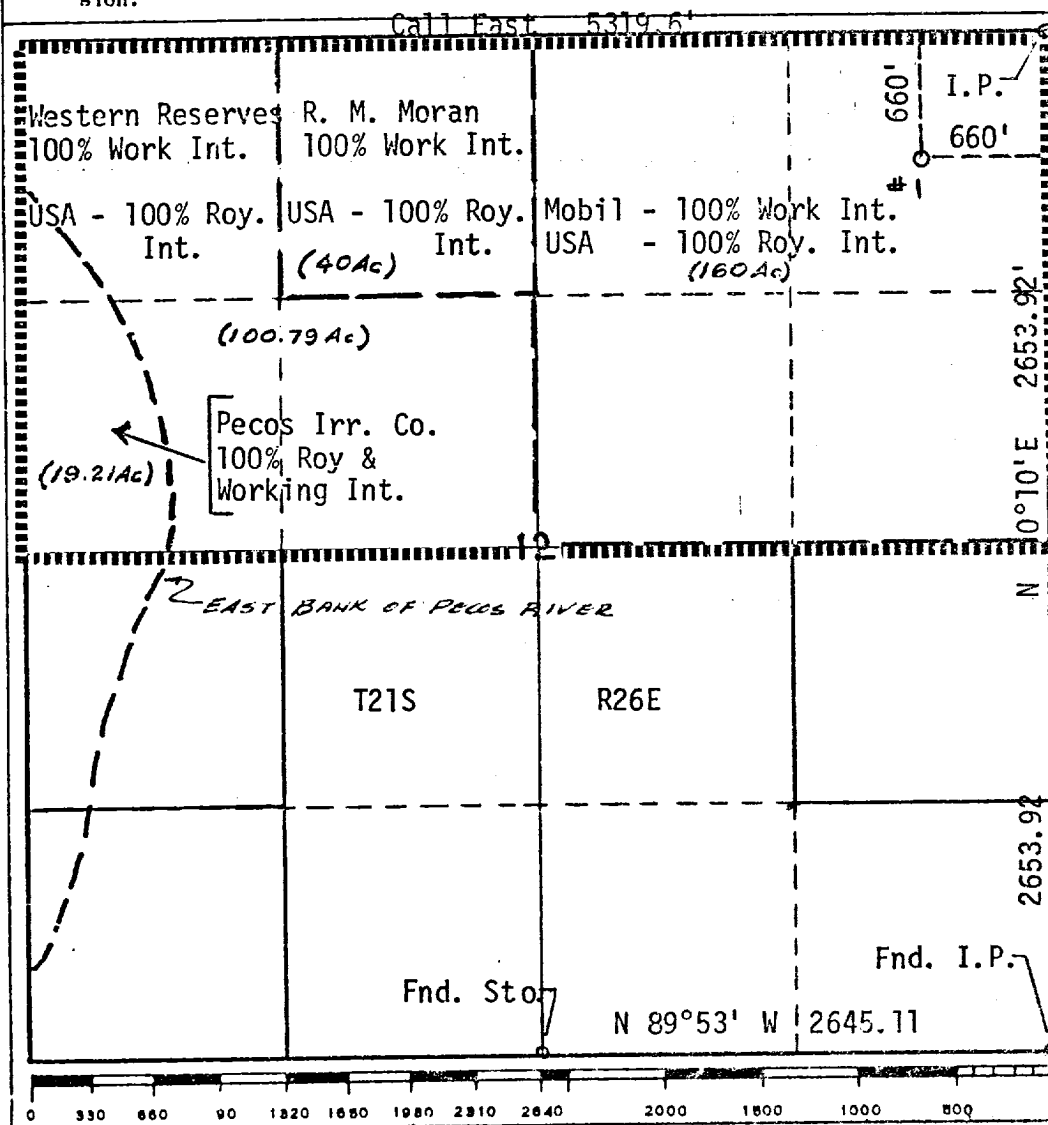 sion.
Call East 5319.6'
Western Reserves
100% Work Int.
USA - 100% Roy.
Int.
R. M. Moran
100% Work Int.
USA - 100% Roy.
Int.
(40Ac)
660'
I.P.
660'
#
Mobil - 100% Work Int.
USA - 100% Roy. Int.
(160Ac)
(100.79Ac)
Pecos Irr. Co.
100% Roy &
Working Int.
(19.21Ac)
N 0°10'E 2653.92'
12
EAST BANK OF PECOS RIVER
T21S R26E
2653.92
Fnd. Sto.
Fnd. I.P.
N 89°53' W 2645.11
0 330 660 90 1320 1650 1980 2310 2640 2000 1500 1000 500